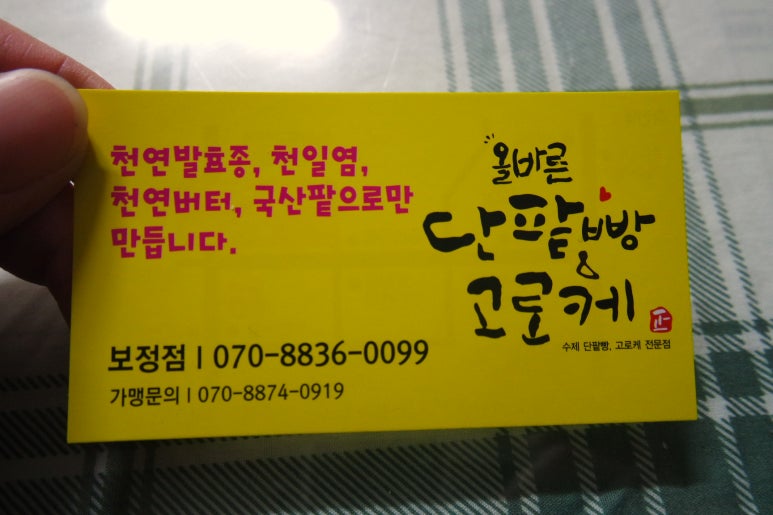 천연발효종, 천일염,
천연버터, 국산팥으로만
만듭니다.
올바른
단팥빵
고로케
正
수제 단팥빵, 고로케 전문점
보정점 | 070-8836-0099
가맹문의 | 070-8874-0919